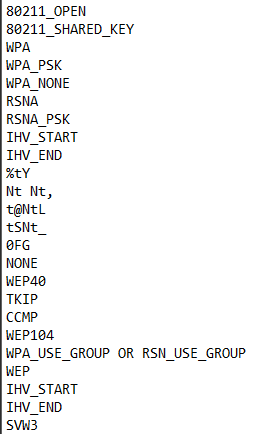 80211_OPEN
80211_SHARED_KEY
WPA
WPA_PSK
WPA_NONE
RSNA
RSNA_PSK
IHV_START
IHV_END
%tY
Nt Nt,
t@NtL
tSNt_
0FG
NONE
WEP40
TKIP
CCMP
WEP104
WPA_USE_GROUP OR RSN_USE_GROUP
WEP
IHV_START
IHV_END
SVW3